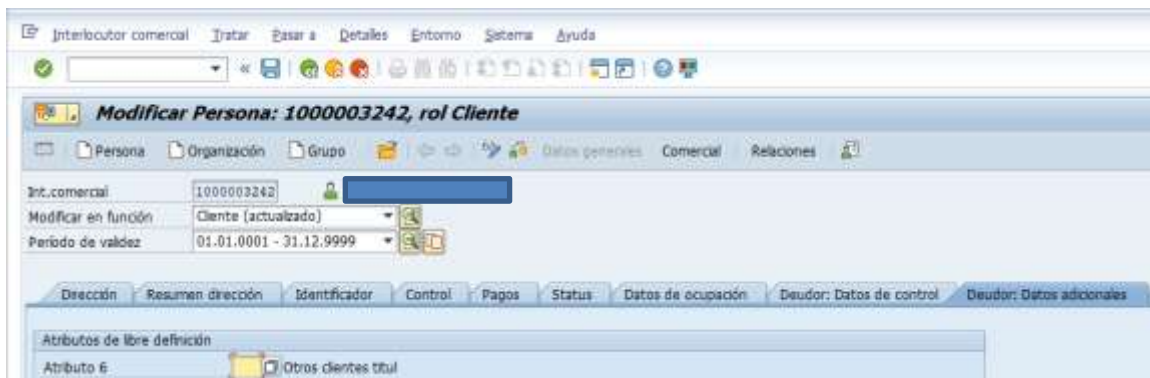 Interlocutor comercial Tratar Pasar a Detalles Entorno Sistema Ayuda
Modificar Persona: 1000003242, rol Cliente
Persona Organización Grupo Datos generales Comercial Relaciones
Int.comercial 1000003242
Modificar en función Cliente (actualzado)
Período de validez 01.01.0001 - 31.12.9999
Dirección Resumen dirección Identificador Control Pagos Status Datos de ocupación Deudor: Datos de control Deudor: Datos adicionales
Atributos de libre definición
Atributo 6 Otros clientes titul